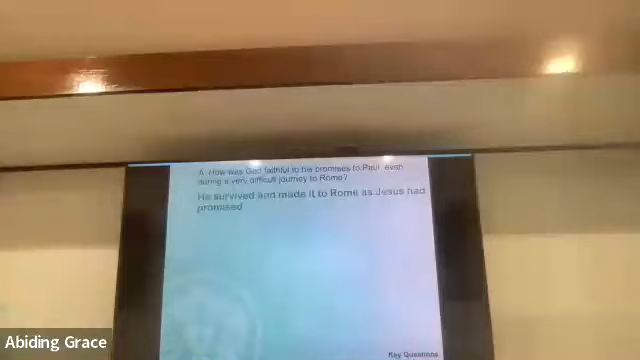 A. How was God faithful to his promises to Paul, even
during a very difficult journey to Rome?
He survived and made it to Rome as Jesus had
promised
Key Questions
Abiding Grace